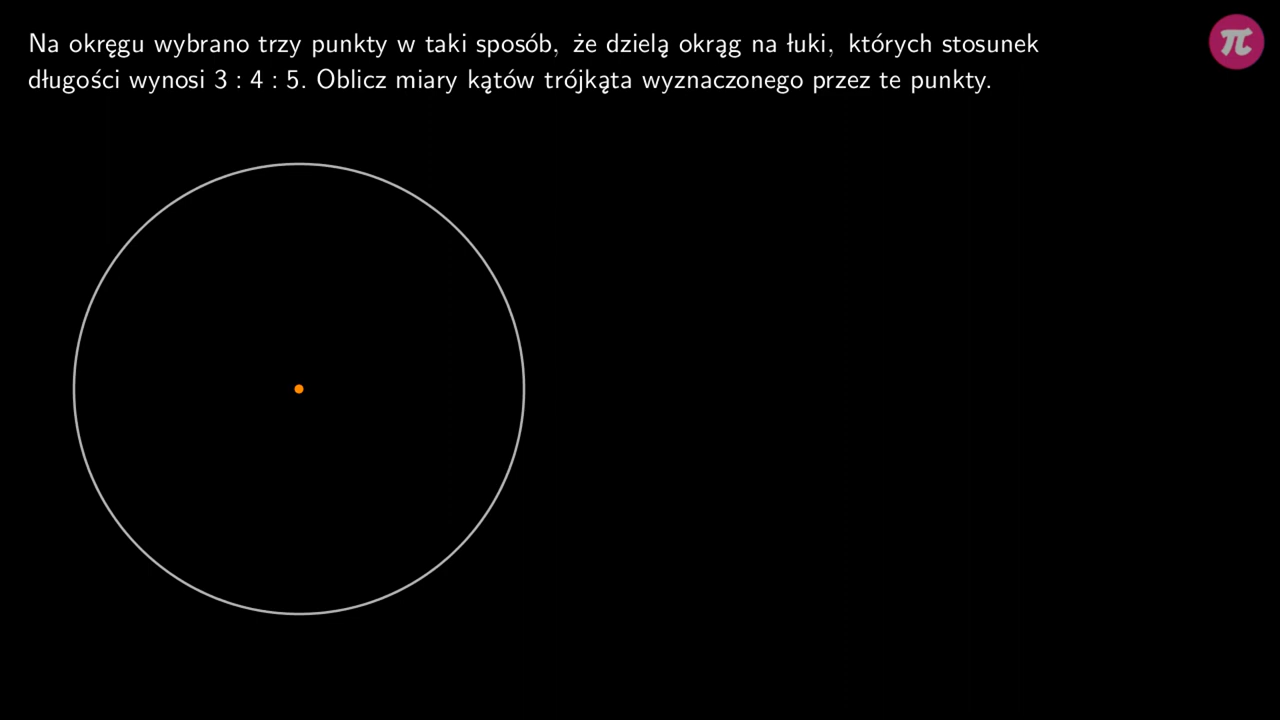 Na okręgu wybrano trzy punkty w taki sposób, że dzielą okrąg na łuki, których stosunek
długości wynosi 3 : 4 : 5. Oblicz miary kątów trójkąta wyznaczonego przez te punkty.
π